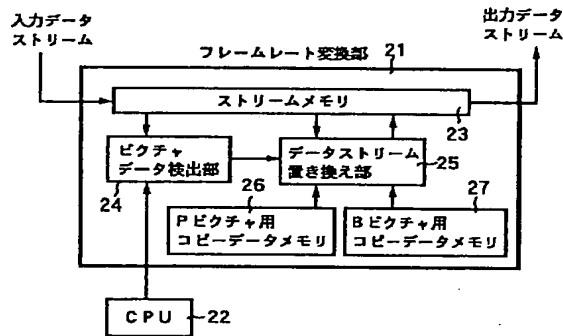 入力データ
ストリーム
出力データ
ストリーム
フレームレート変換部
21
ストリームメモリ
23
ピクチャ
データ検出部
24
データストリーム
置き換え部
25
26
Pピクチャ用
コピーデータメモリ
27
Bピクチャ用
コピーデータメモリ
CPU
22